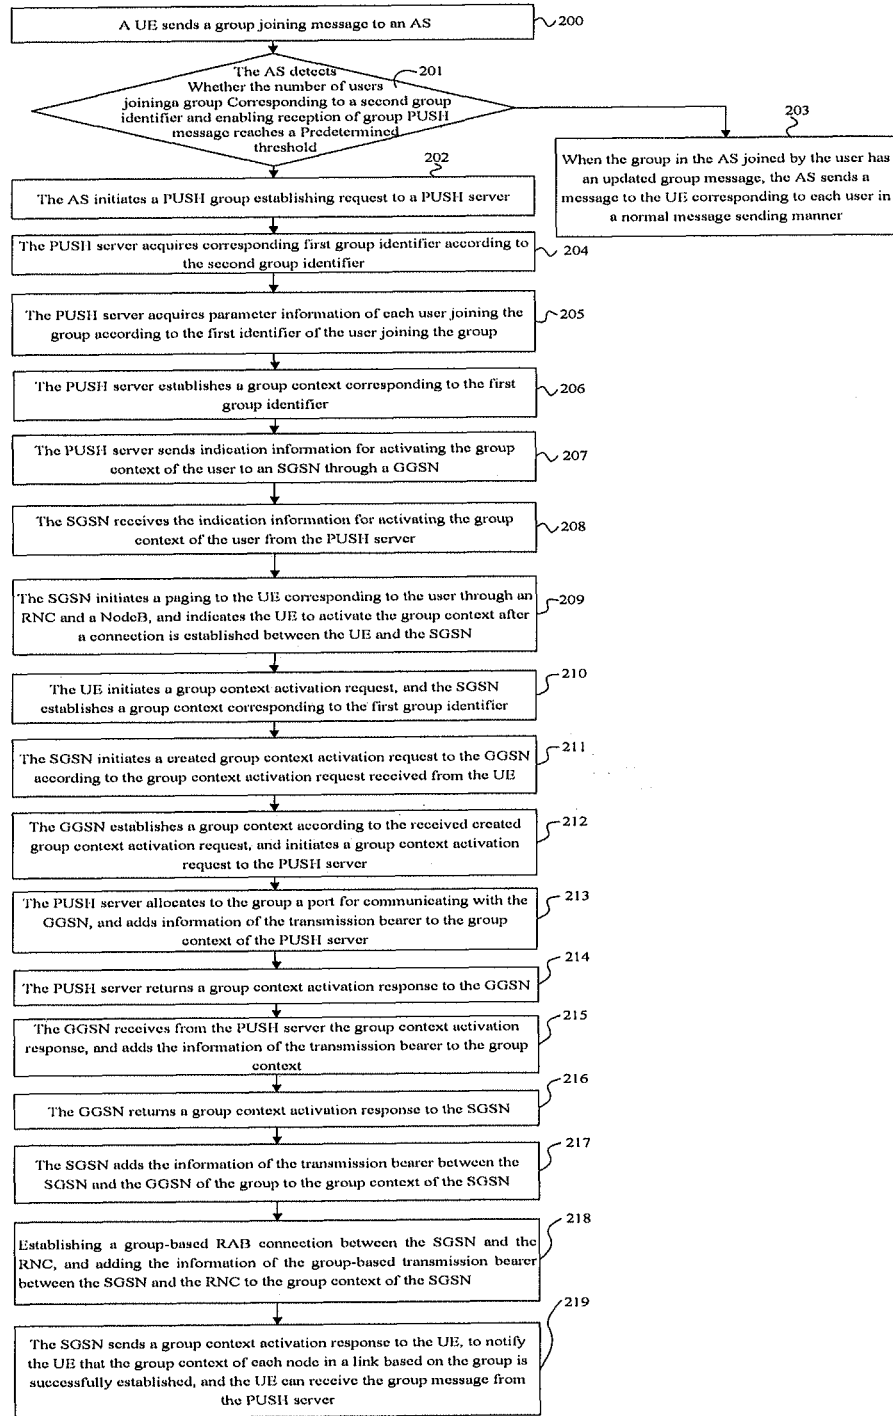 A UE sends a group joining message to an AS
200
The AS detects
201
Whether the number of users
joininga group Corresponding to a second group
identifier and enabling reception of group PUSH
message reaches a Predetermined
threshold
203
When the group in the AS joined by the user has
an updated group message, the AS sends a
message to the UE corresponding to each user in
a normal message sending manner
202
The AS initiates a PUSH group establishing request to a PUSH server
The PUSH server acquires corresponding first group identifier according to
the second group identifier
204
The PUSH server acquires parameter information of each user joining the
group according to the first identifier of the user joining the group
205
The PUSH server establishes a group context corresponding to the first
group identifier
206
The PUSH server sends indication information for activating the group
context of the user to an SGSN through a GGSN
207
The SGSN receives the indication information for activating the group
context of the user from the PUSH server
208
The SGSN initiates a paging to the UE corresponding to the user through an
RNC and a NodeB, and indicates the UE to activate the group context after
a connection is established between the UE and the SGSN
209
The UE initiates a group context activation request, and the SGSN
establishes a group context corresponding to the first group identifier
210
The SGSN initiates a created group context activation request to the GGSN
according to the group context activation request received from the UE
211
The GGSN establishes a group context according to the received created
group context activation request, and initiates a group context activation
request to the PUSH server
212
The PUSH server allocates to the group a port for communicating with the
GGSN, and adds information of the transmission bearer to the group
context of the PUSH server
213
The PUSH server returns a group context activation response to the GGSN
214
The GGSN receives from the PUSH server the group context activation
response, and adds the information of the transmission bearer to the group
context
215
The GGSN returns a group context activation response to the SGSN
216
The SGSN adds the information of the transmission bearer between the
SGSN and the GGSN of the group to the group context of the SGSN
217
Establishing a group-based RAB connection between the SGSN and the
RNC, and adding the information of the group-based transmission bearer
between the SGSN and the RNC to the group context of the SGSN
218
The SGSN sends a group context activation response to the UE, to notify
the UE that the group context of each node in a link based on the group is
successfully established, and the UE can receive the group message from
the PUSH server
219